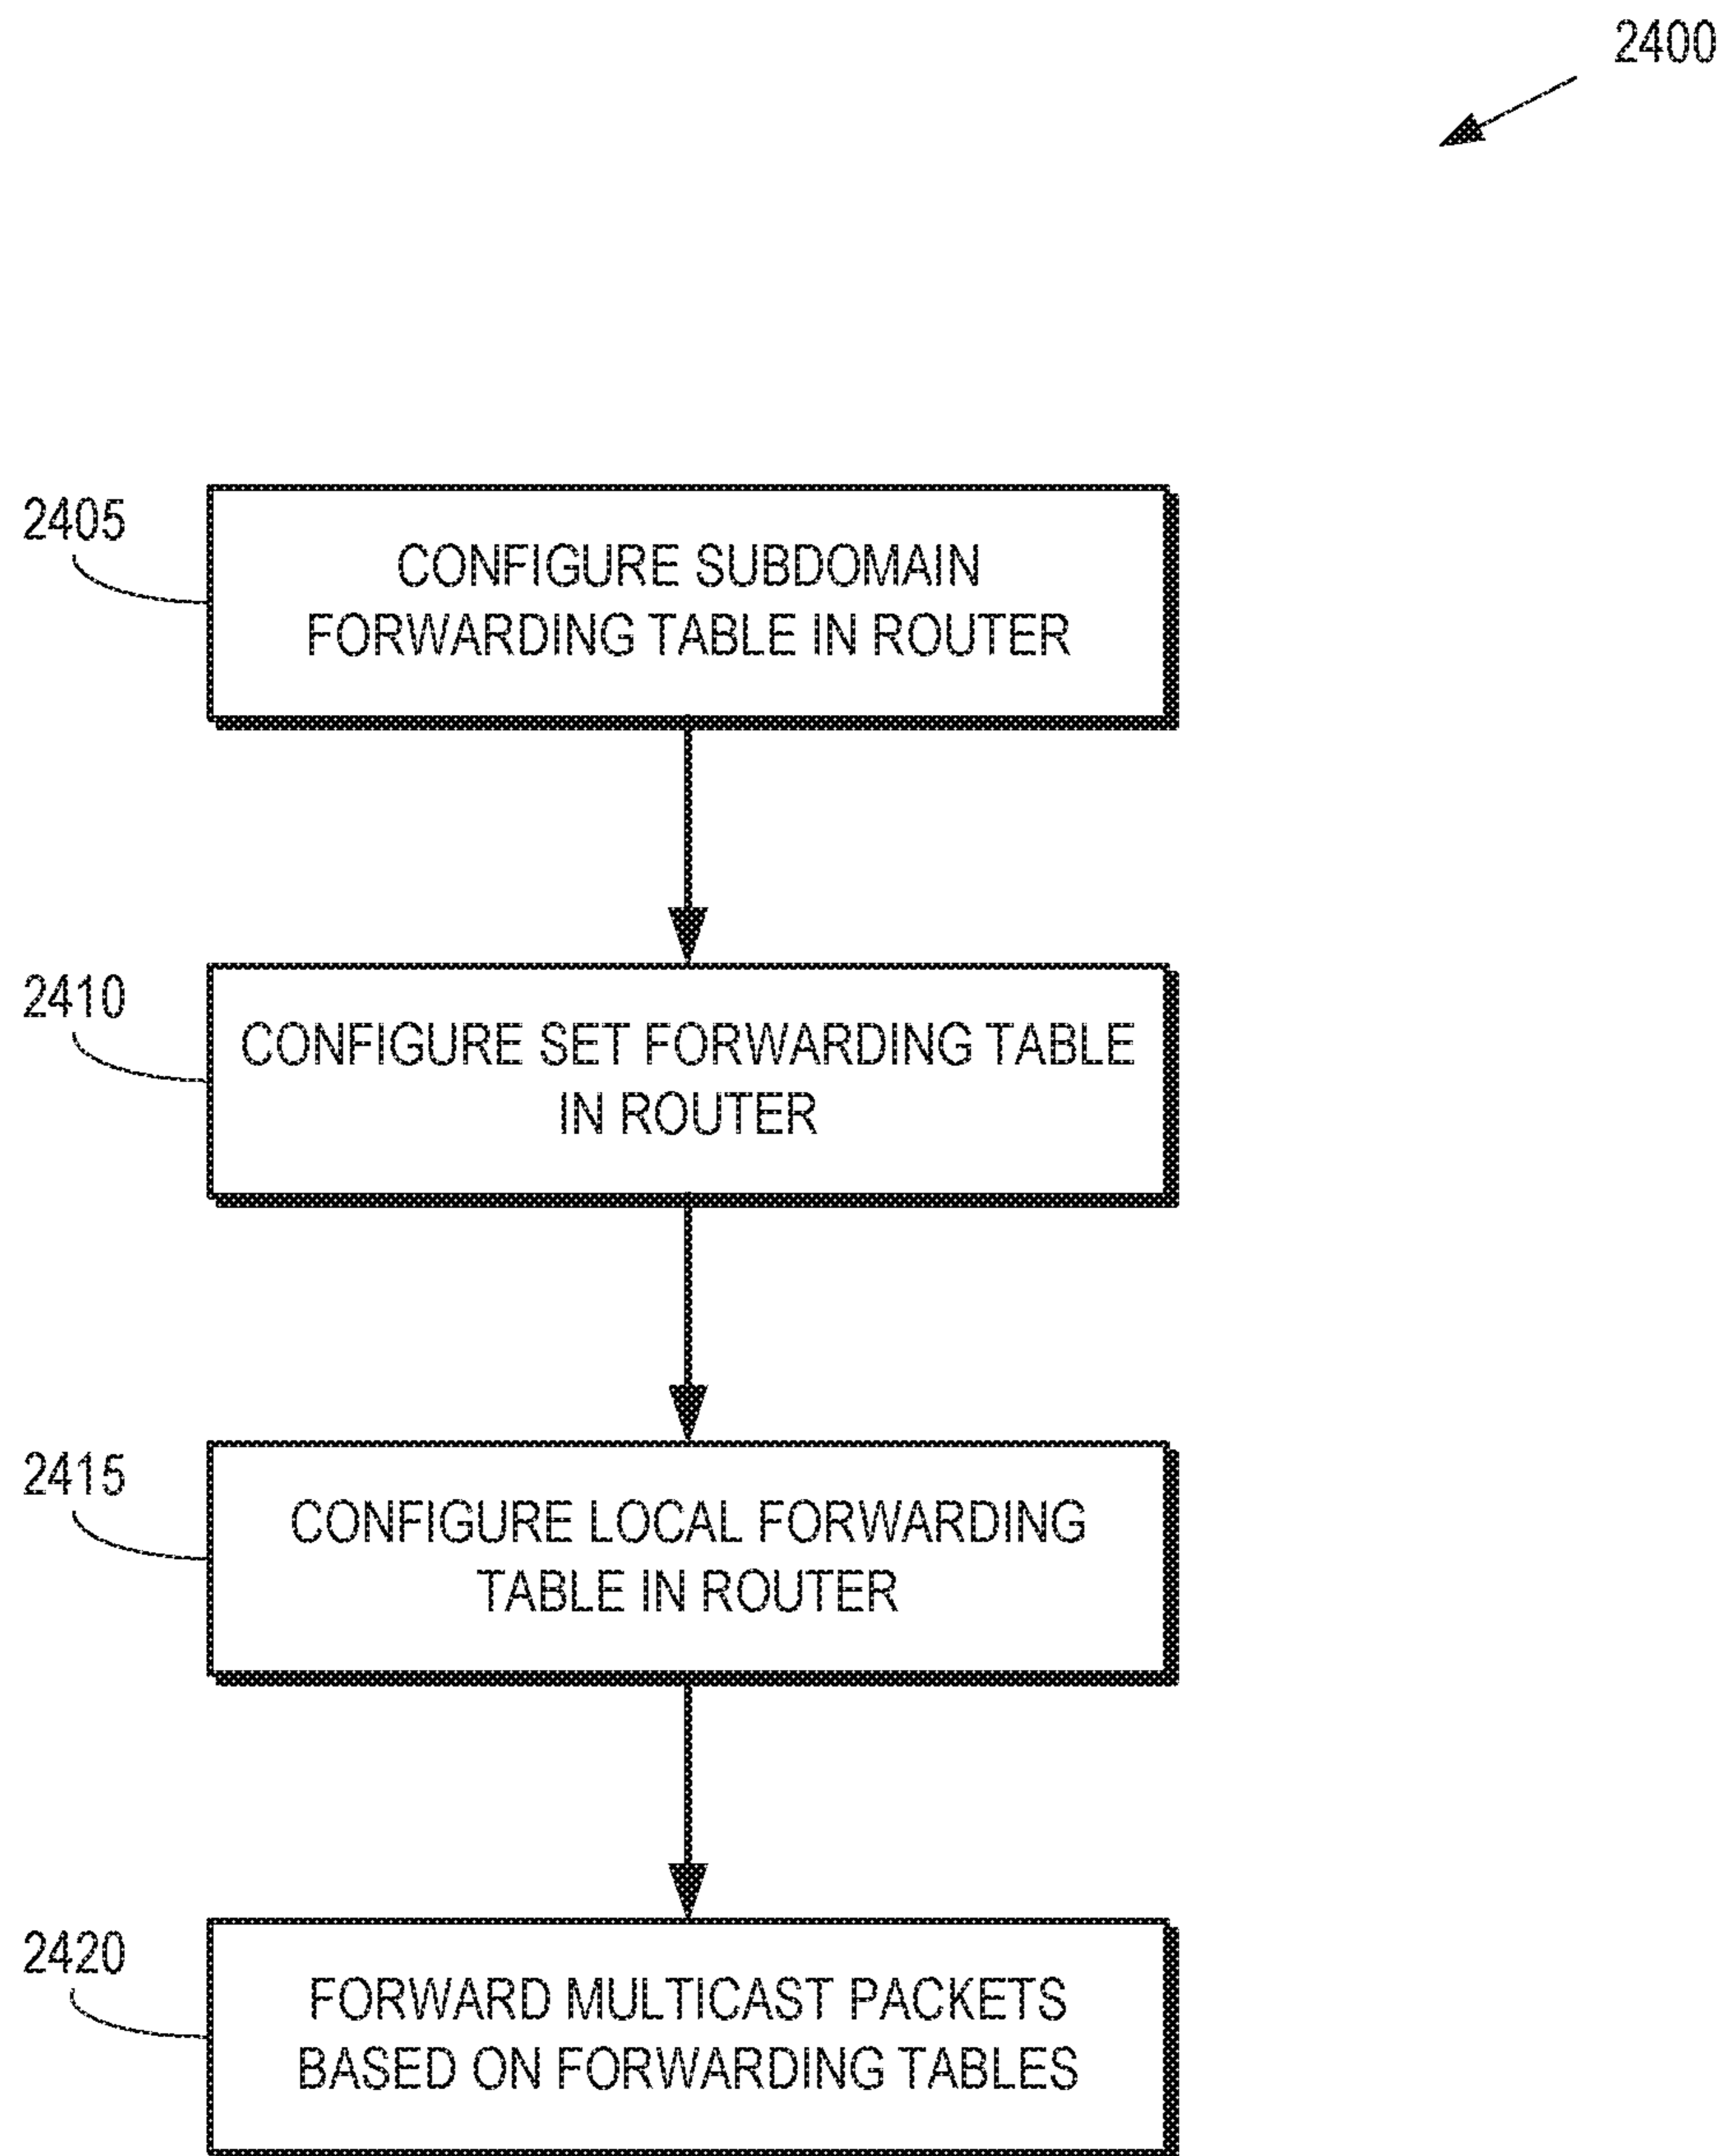 2400
2405
CONFIGURE SUBDOMAIN
FORWARDING TABLE IN ROUTER
2410
CONFIGURE SET FORWARDING TABLE
IN ROUTER
2415
CONFIGURE LOCAL FORWARDING
TABLE IN ROUTER
2420
FORWARD MULTICAST PACKETS
BASED ON FORWARDING TABLES